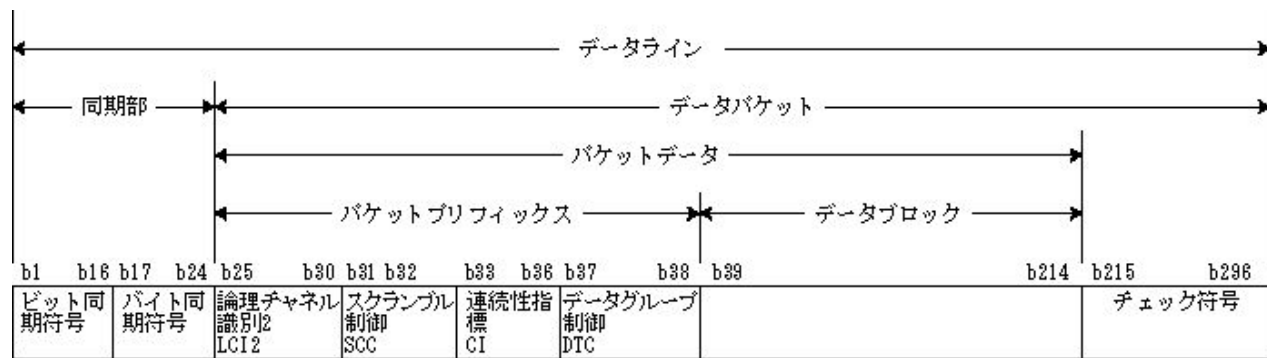 データライン
同期部
データパケット
パケットデータ
パケットプリフィックス
データブロック
b1 b16 b17 b24 b25 b30 b31 b32 b33 b36 b37 b38 b39 b214 b215 b296
ビット同
期符号
バイト同
期符号
論理チャネル
識別2
LCI2
スクランブル
制御
SCC
連続性指
標
CI
データグループ
制御
DTC
チェック符号